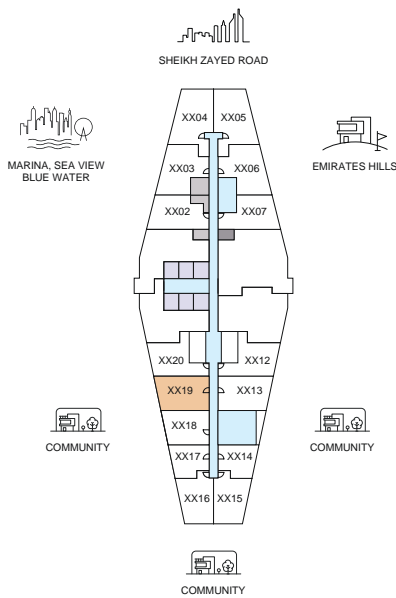 SHEIKH ZAYED ROAD
XX04 XX05
MARINA, SEA VIEW
BLUE WATER
EMIRATES HILLS
XX03 XX06
XX02 XX07
XX20 XX12
XX19 XX13
XX18
COMMUNITY
COMMUNITY
XX17 XX14
XX16 XX15
COMMUNITY